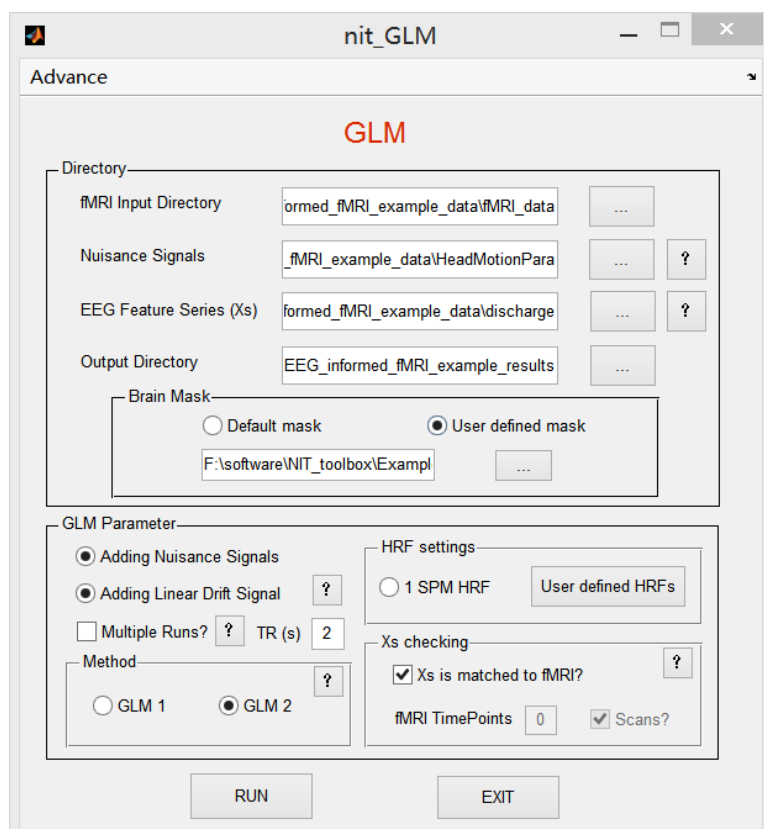 nit_GLM
Advance
GLM
Directory
fMRI Input Directory
ormed_fMRI_example_data\fMRI_data
...
Nuisance Signals
_fMRI_example_data\HeadMotionPara
...
?
EEG Feature Series (Xs)
formed_fMRI_example_data\discharge
...
?
Output Directory
EEG_informed_fMRI_example_results
...
Brain Mask
Default mask
User defined mask
F:\software\NIT_toolbox\Exampl
...
GLM Parameter
Adding Nuisance Signals
Adding Linear Drift Signal
?
Multiple Runs?
?
TR (s)
2
Method
?
GLM 1
GLM 2
HRF settings
1 SPM HRF
User defined HRFs
Xs checking
?
Xs is matched to fMRI?
fMRI TimePoints
0
Scans?
RUN
EXIT